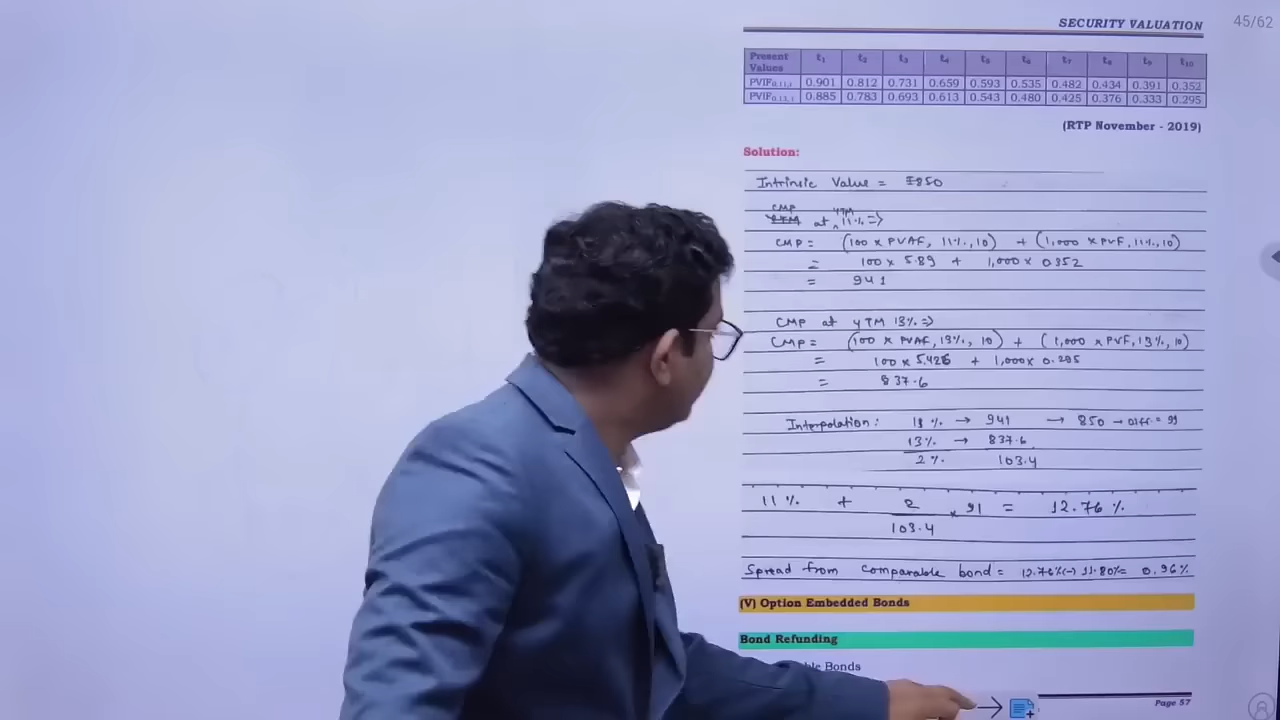 SECURITY VALUATION
45/62
Present Values t1 t2 t3 t4 t5 t6 t7 t8 t9 t10
PVIF0.11,t 0.901 0.812 0.731 0.659 0.593 0.535 0.482 0.434 0.391 0.352
PVIF0.13,t 0.885 0.783 0.693 0.613 0.543 0.480 0.425 0.376 0.333 0.295
(RTP November - 2019)
Solution:
Intrinsic Value = ₹850
CMP YTM
at 11% =>
CMP = (100 x PVAF, 11%, 10) + (1,000 x PVF, 11%, 10)
= 100 x 5.89 + 1,000 x 0.352
= 941
CMP at YTM 13% =>
CMP = (100 x PVAF, 13%, 10) + (1,000 x PVF, 13%, 10)
= 100 x 5.426 + 1,000 x 0.295
= 837.6
Interpolation: 11% → 941 → 850 → Diff. = 91
13% → 837.6
2% 103.4
11% + 2 x 91 = 12.76%
103.4
Spread from comparable bond = 12.76% (-) 11.80% = 0.96%
(V) Option Embedded Bonds
Bond Refunding
Bonds
Page 57